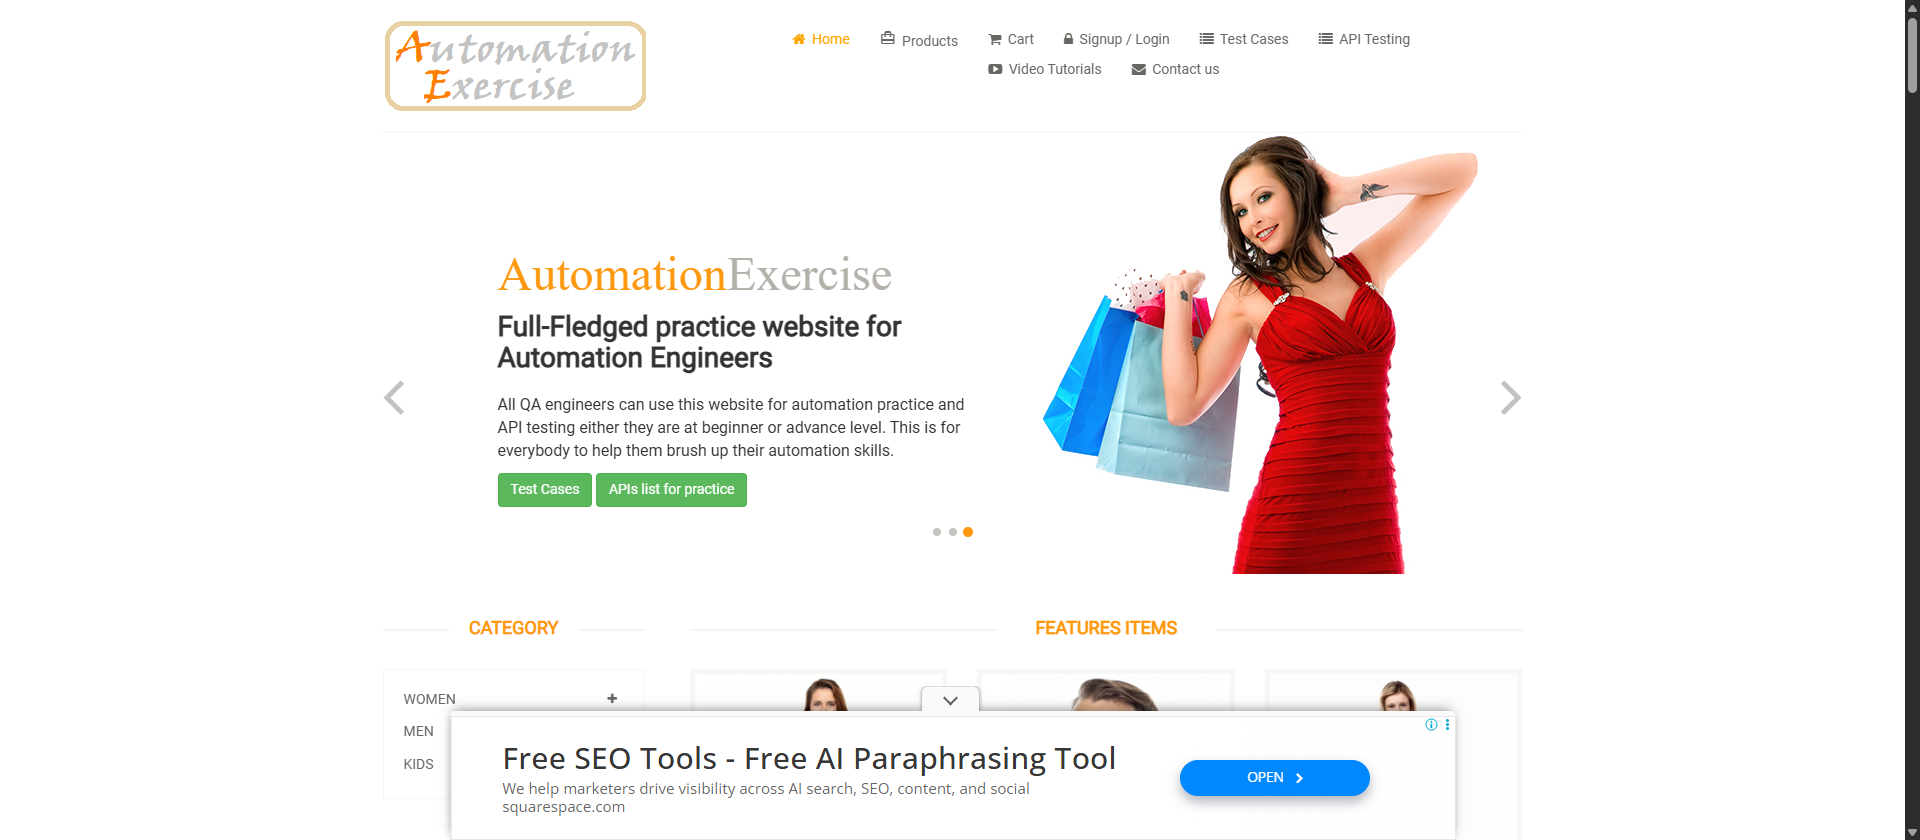 Automation
Exercise
Home
Products
Cart
Signup / Login
Test Cases
API Testing
Video Tutorials
Contact us
AutomationExercise
Full-Fledged practice website for
Automation Engineers
All QA engineers can use this website for automation practice and
API testing either they are at beginner or advance level. This is for
everybody to help them brush up their automation skills.
Test Cases
APIs list for practice
CATEGORY
FEATURES ITEMS
WOMEN
MEN
KIDS
Free SEO Tools - Free AI Paraphrasing Tool
We help marketers drive visibility across AI search, SEO, content, and social
squarespace.com
OPEN